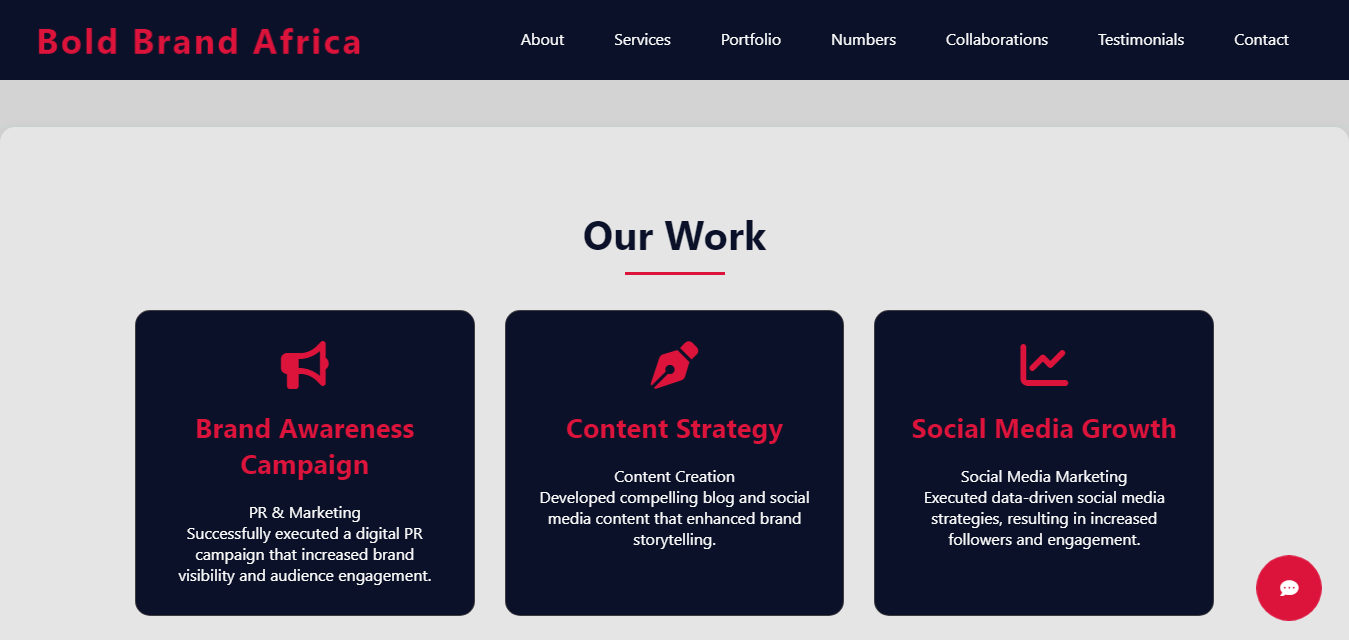 Bold Brand Africa
About Services Portfolio Numbers Collaborations Testimonials Contact
Our Work
Brand Awareness
Campaign
PR & Marketing
Successfully executed a digital PR
campaign that increased brand
visibility and audience engagement.
Content Strategy
Content Creation
Developed compelling blog and social
media content that enhanced brand
storytelling.
Social Media Growth
Social Media Marketing
Executed data-driven social media
strategies, resulting in increased
followers and engagement.